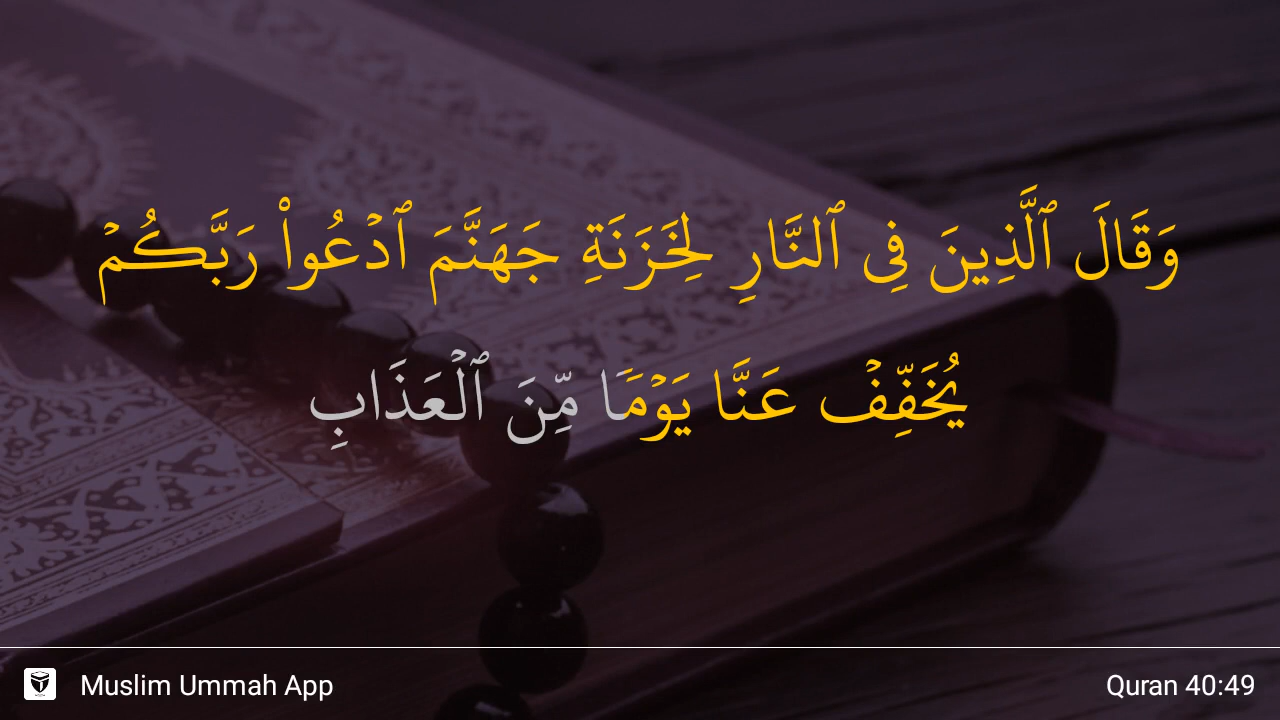 وَقَالَ ٱلَّذِينَ فِى ٱلنَّارِ لِخَزَنَةِ جَهَنَّمَ ٱدْعُوا۟ رَبَّكُمْ
يُخَفِّفْ عَنَّا يَوْمًا مِّنَ ٱلْعَذَابِ
Muslim Ummah App
Quran 40:49